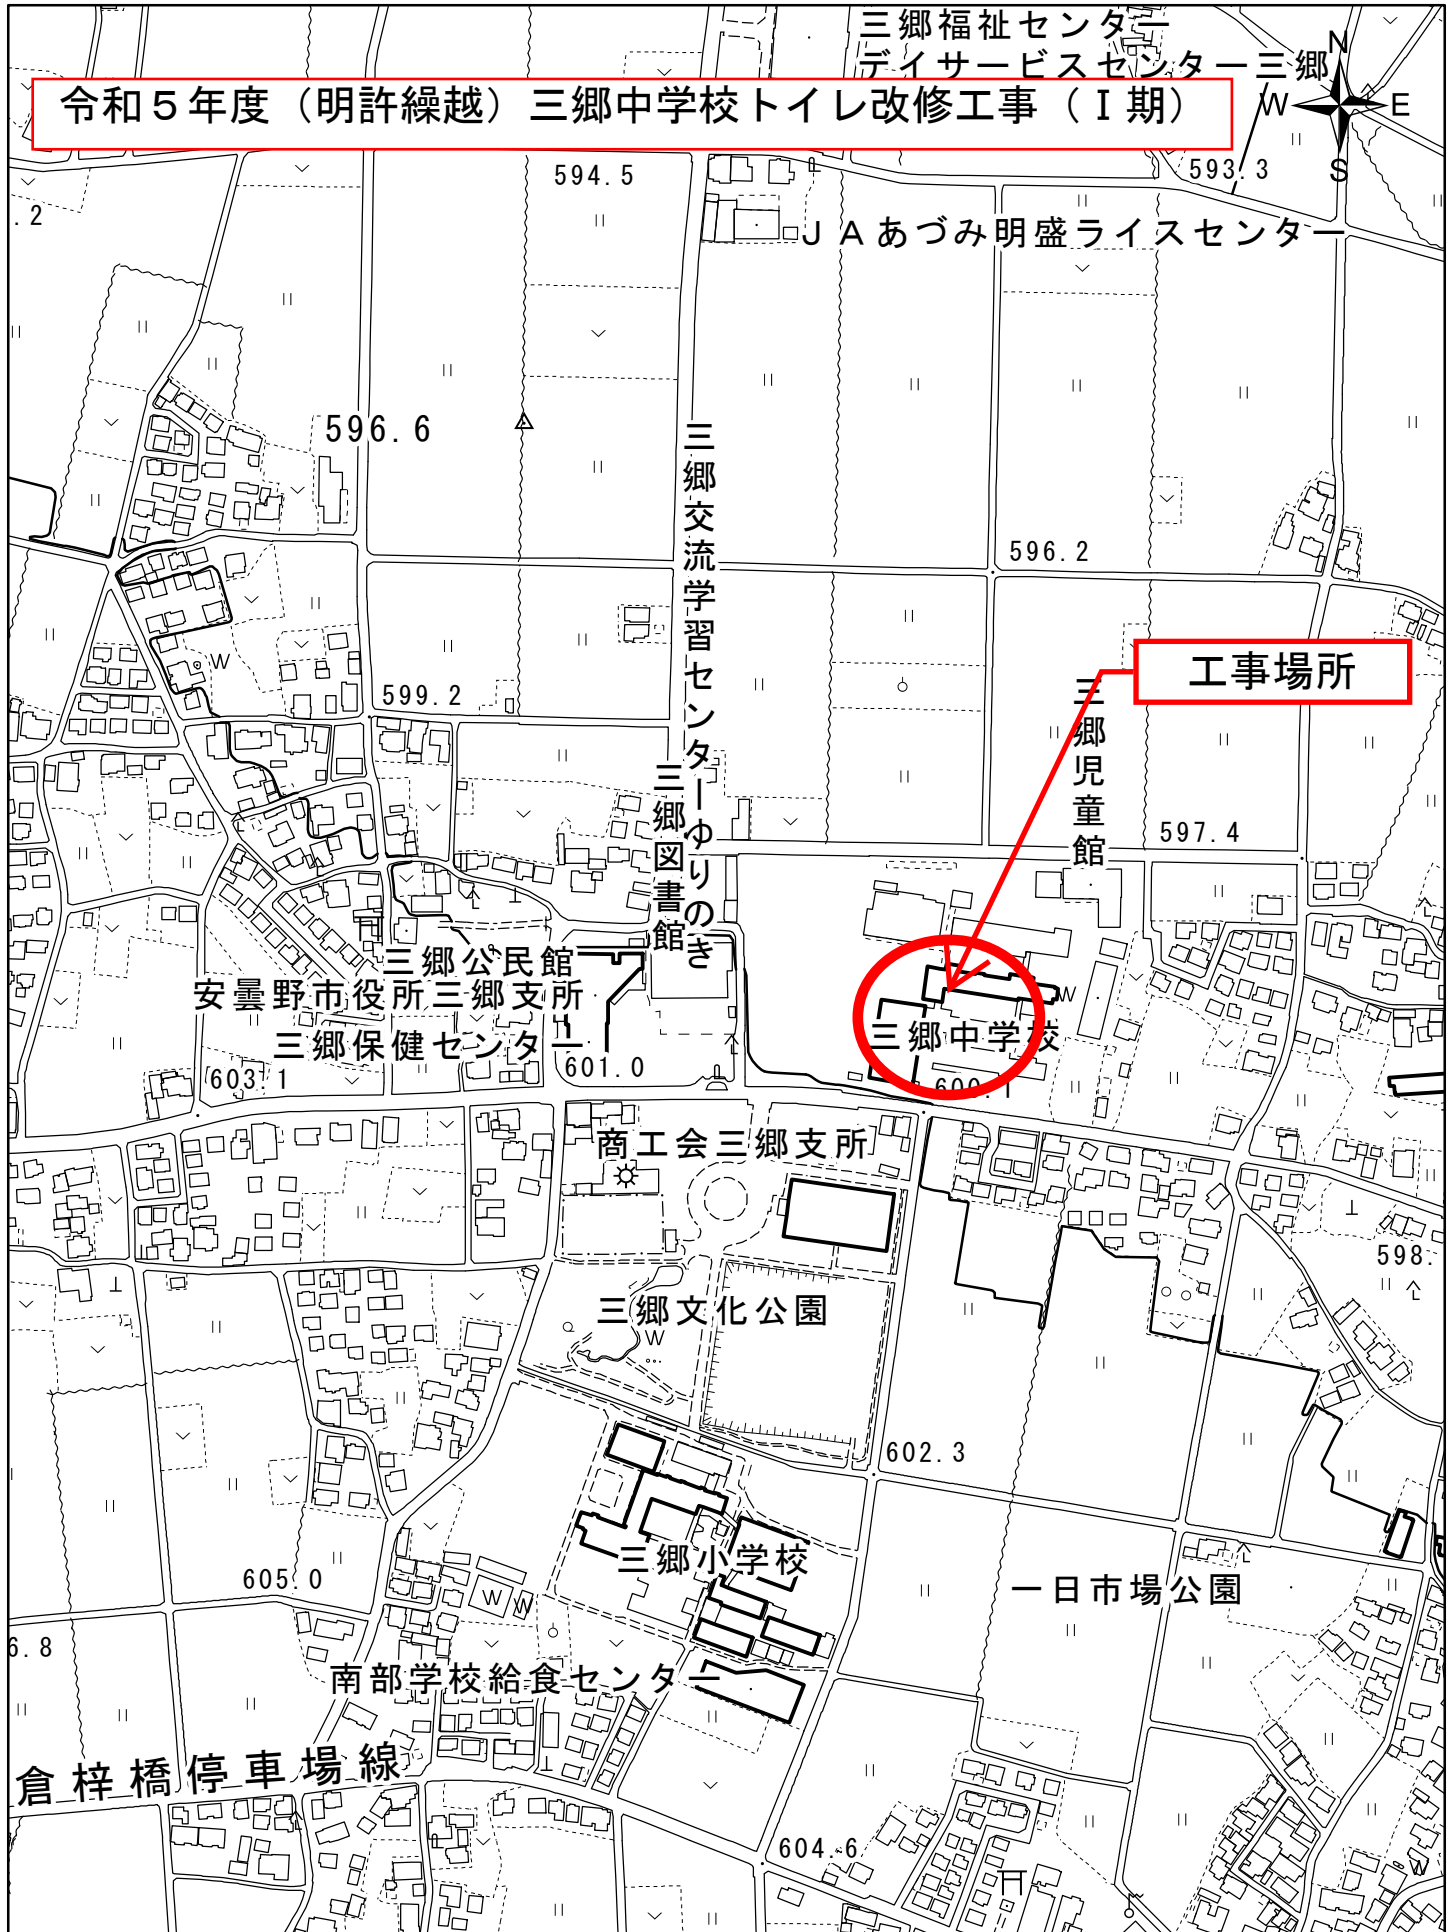 三郷福祉センター
デイサービスセンター三郷
N
W
E
S
令和５年度（明許繰越）三郷中学校トイレ改修工事（Ⅰ期）
594.5
593.3
.2
ＪＡあづみ明盛ライスセンター
596.6
三郷交流学習センターゆりのき
596.2
工事場所
W
599.2
三郷児童館
三郷図書館
597.4
三郷公民館
安曇野市役所三郷支所
W
三郷保健センター
三郷中学校
601.0
603.1
600.1
商工会三郷支所
598.
三郷文化公園
W
602.3
三郷小学校
605.0
一日市場公園
W
W
6.8
南部学校給食センター
倉梓橋停車場線
604.6
W